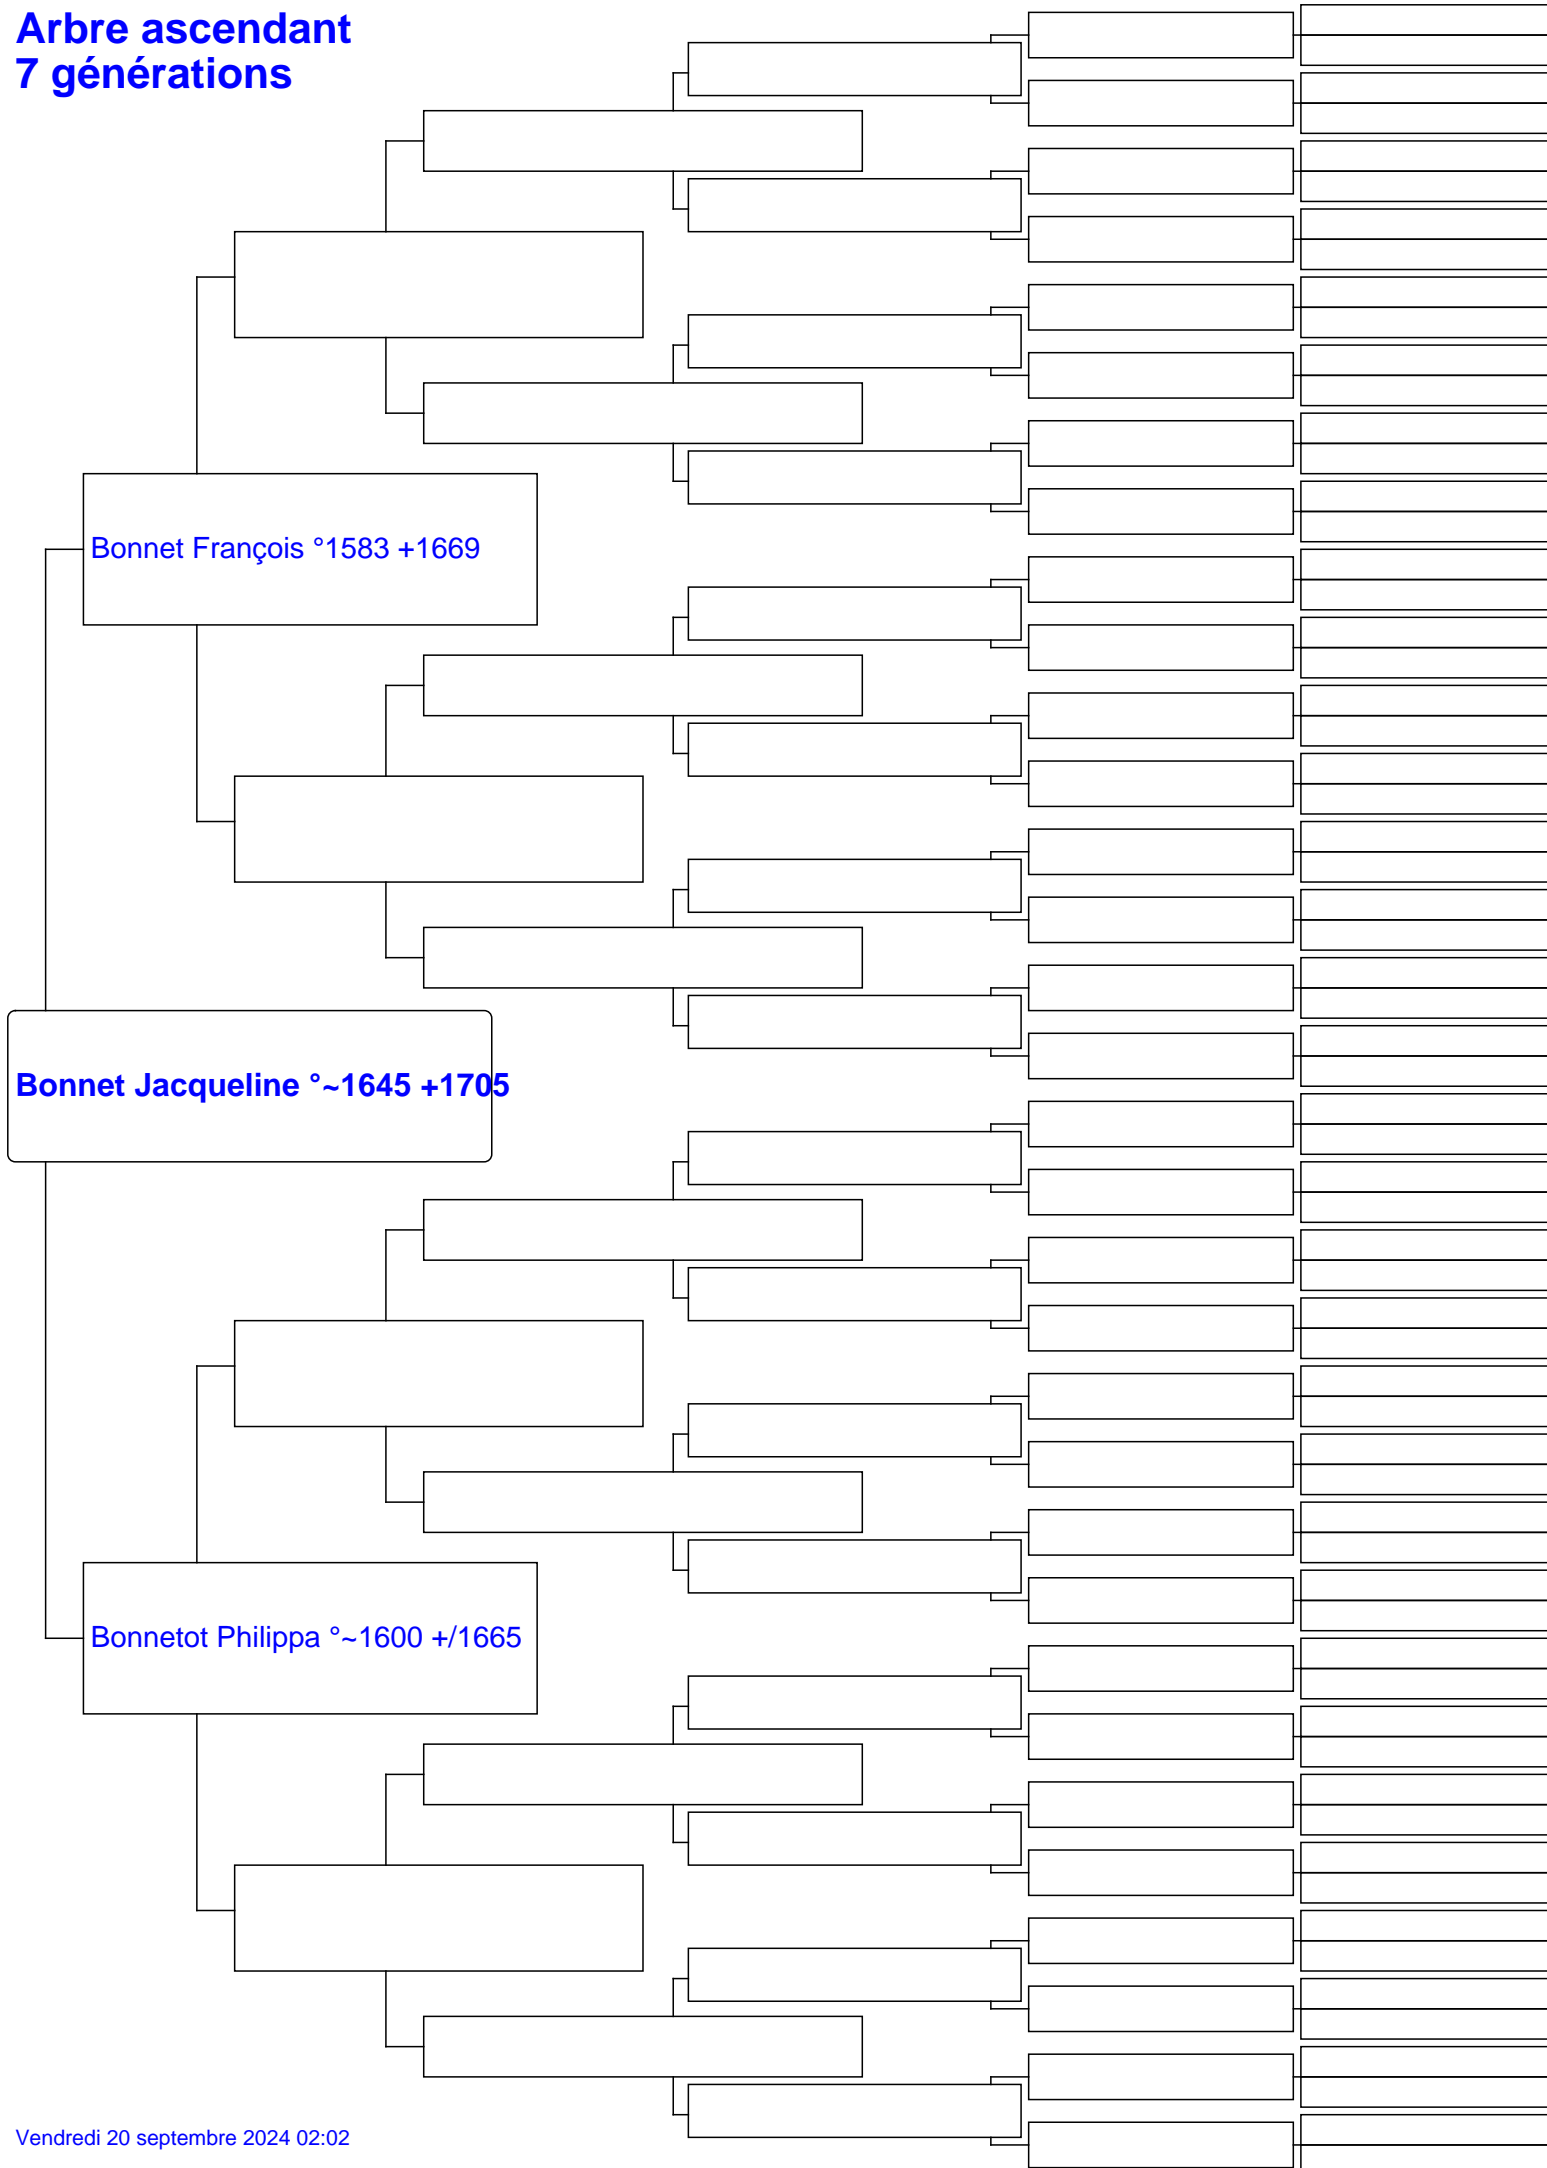 Arbre ascendant
7 générations
Bonnet François °1583 +1669
Bonnet Jacqueline °~1645 +1705
Bonnetot Philippa °~1600 +/1665
Vendredi 20 septembre 2024 02:02